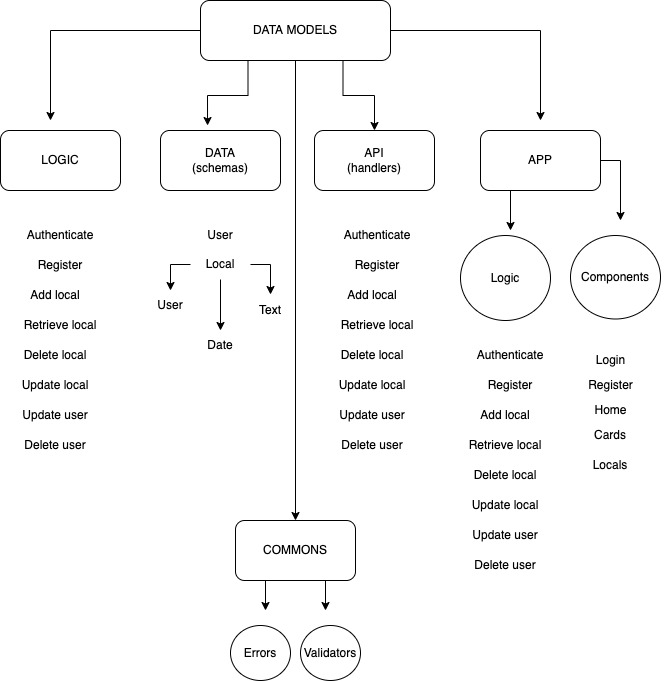 DATA MODELS
LOGIC
Authenticate
Register
Add local
Retrieve local
Delete local
Update local
Update user
Delete user
DATA
(schemas)
User
Local
User
Text
Date
API
(handlers)
Authenticate
Register
Add local
Retrieve local
Delete local
Update local
Update user
Delete user
APP
Logic
Authenticate
Register
Add local
Retrieve local
Delete local
Update local
Update user
Delete user
Components
Login
Register
Home
Cards
Locals
COMMONS
Errors
Validators